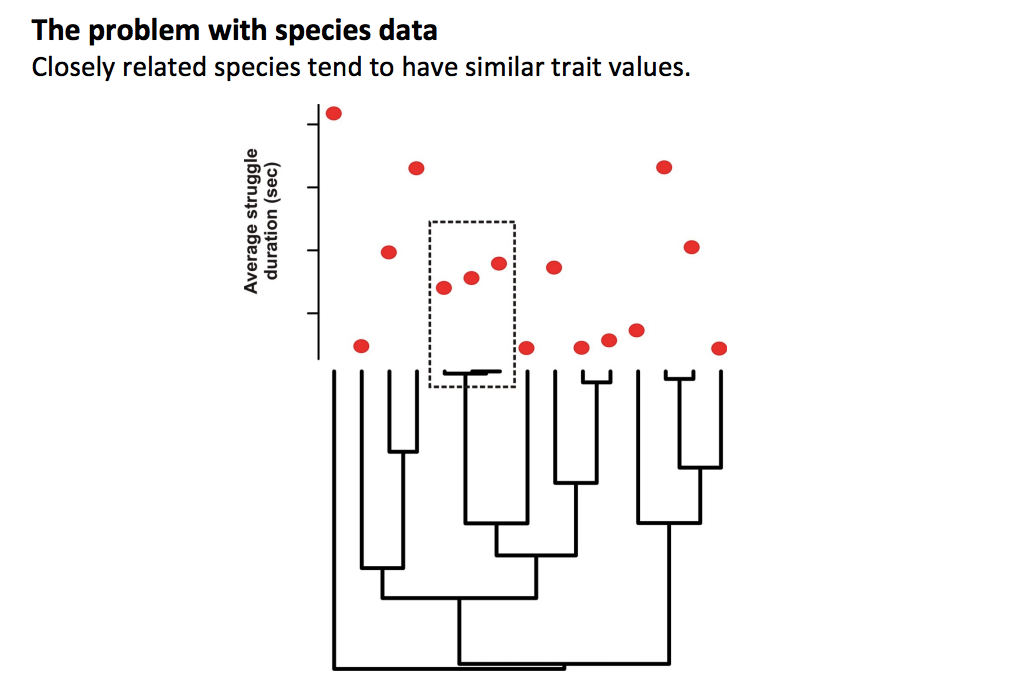 The problem with species data
Closely related species tend to have similar trait values.
Average struggle
duration (sec)